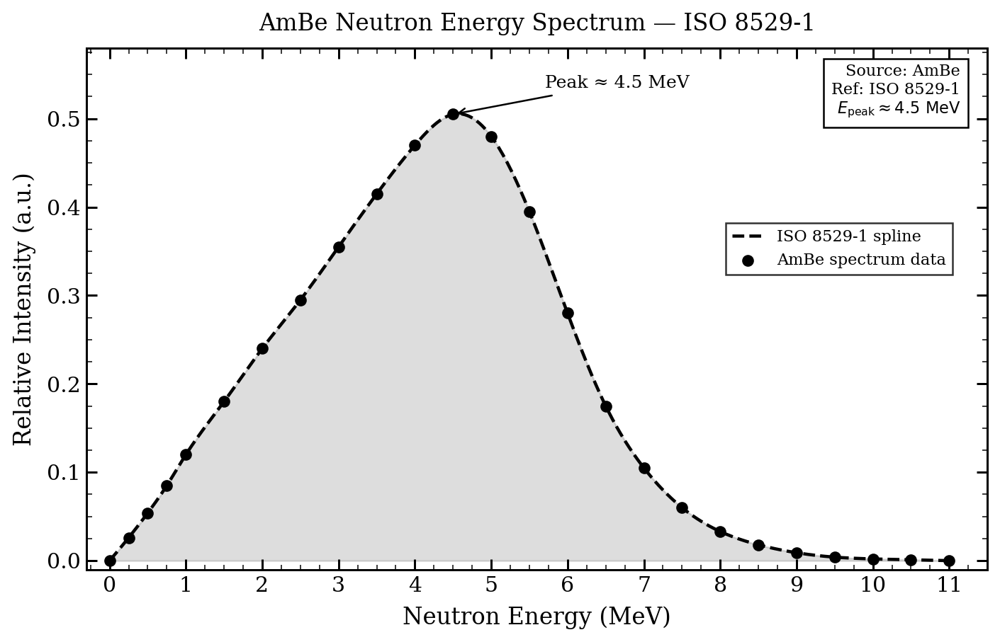 AmBe Neutron Energy Spectrum — ISO 8529-1
Peak ≈ 4.5 MeV
Source: AmBe
Ref: ISO 8529-1
E_peak ≈ 4.5 MeV
ISO 8529-1 spline
AmBe spectrum data
Relative Intensity (a.u.)
0.5
0.4
0.3
0.2
0.1
0.0
0 1 2 3 4 5 6 7 8 9 10 11
Neutron Energy (MeV)